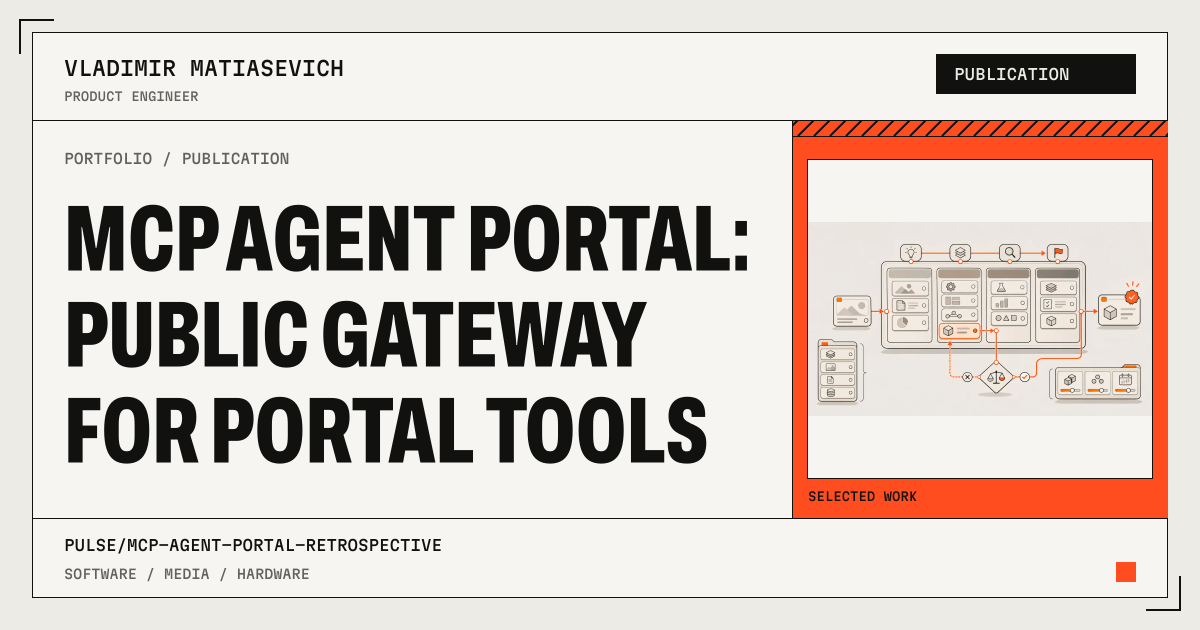 VLADIMIR MATIASEVICH
PRODUCT ENGINEER
PUBLICATION
PORTFOLIO / PUBLICATION
MCP AGENT PORTAL:
PUBLIC GATEWAY
FOR PORTAL TOOLS
SELECTED WORK
PULSE/MCP-AGENT-PORTAL-RETROSPECTIVE
SOFTWARE / MEDIA / HARDWARE